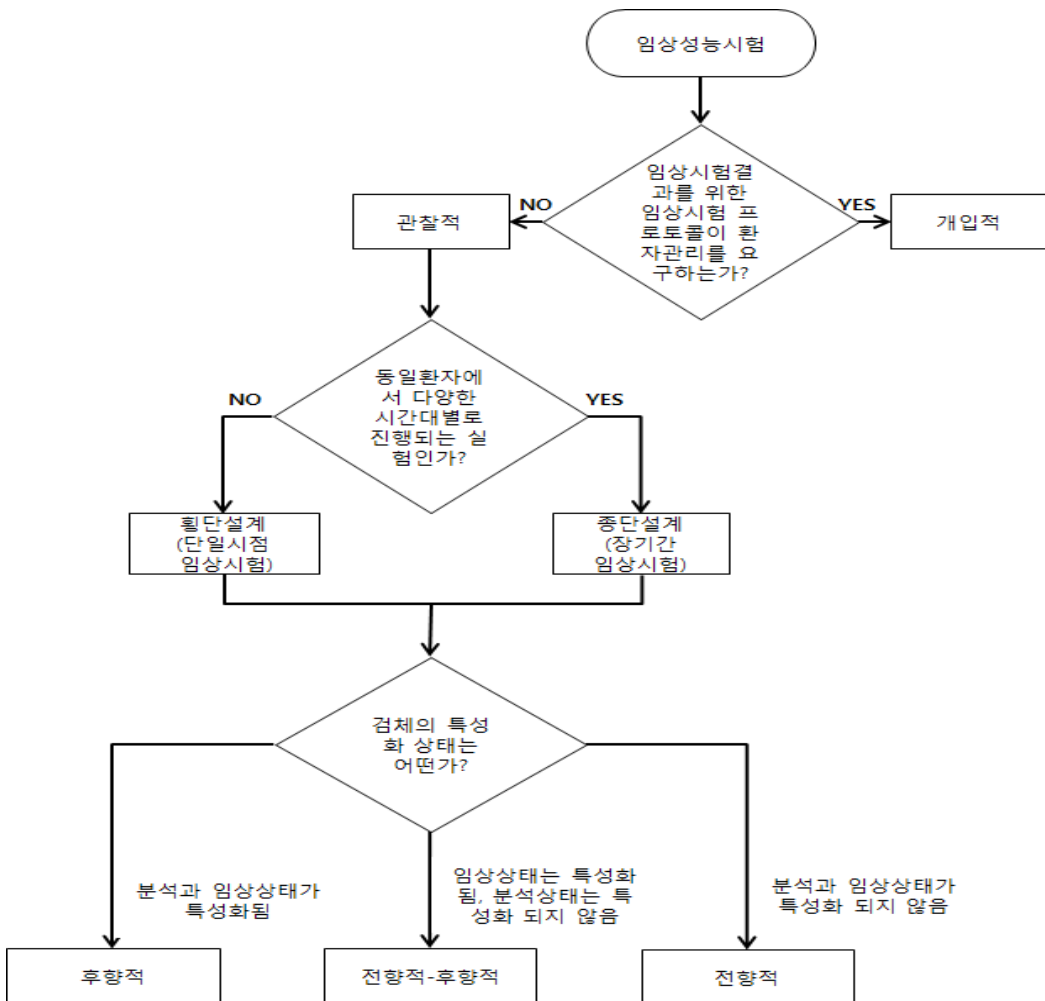 임상성능시험
임상시험결
과를 위한
임상시험 프
로토콜이 환
자관리를 요
구하는가?
NO
YES
관찰적
개입적
동일환자에
서 다양한
시간대별로
진행되는 실
험인가?
NO
YES
횡단설계
(단일시점
임상시험)
종단설계
(장기간
임상시험)
검체의 특성
화 상태는
어떤가?
분석과 임상상태가
특성화됨
임상상태는 특성화
됨, 분석상태는 특
성화 되지 않음
분석과 임상상태가
특성화 되지 않음
후향적
전향적-후향적
전향적